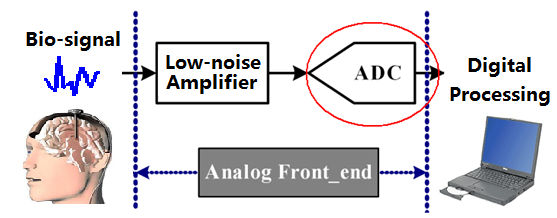 Bio-signal
Low-noise
Amplifier
ADC
Digital
Processing
Analog Front_end